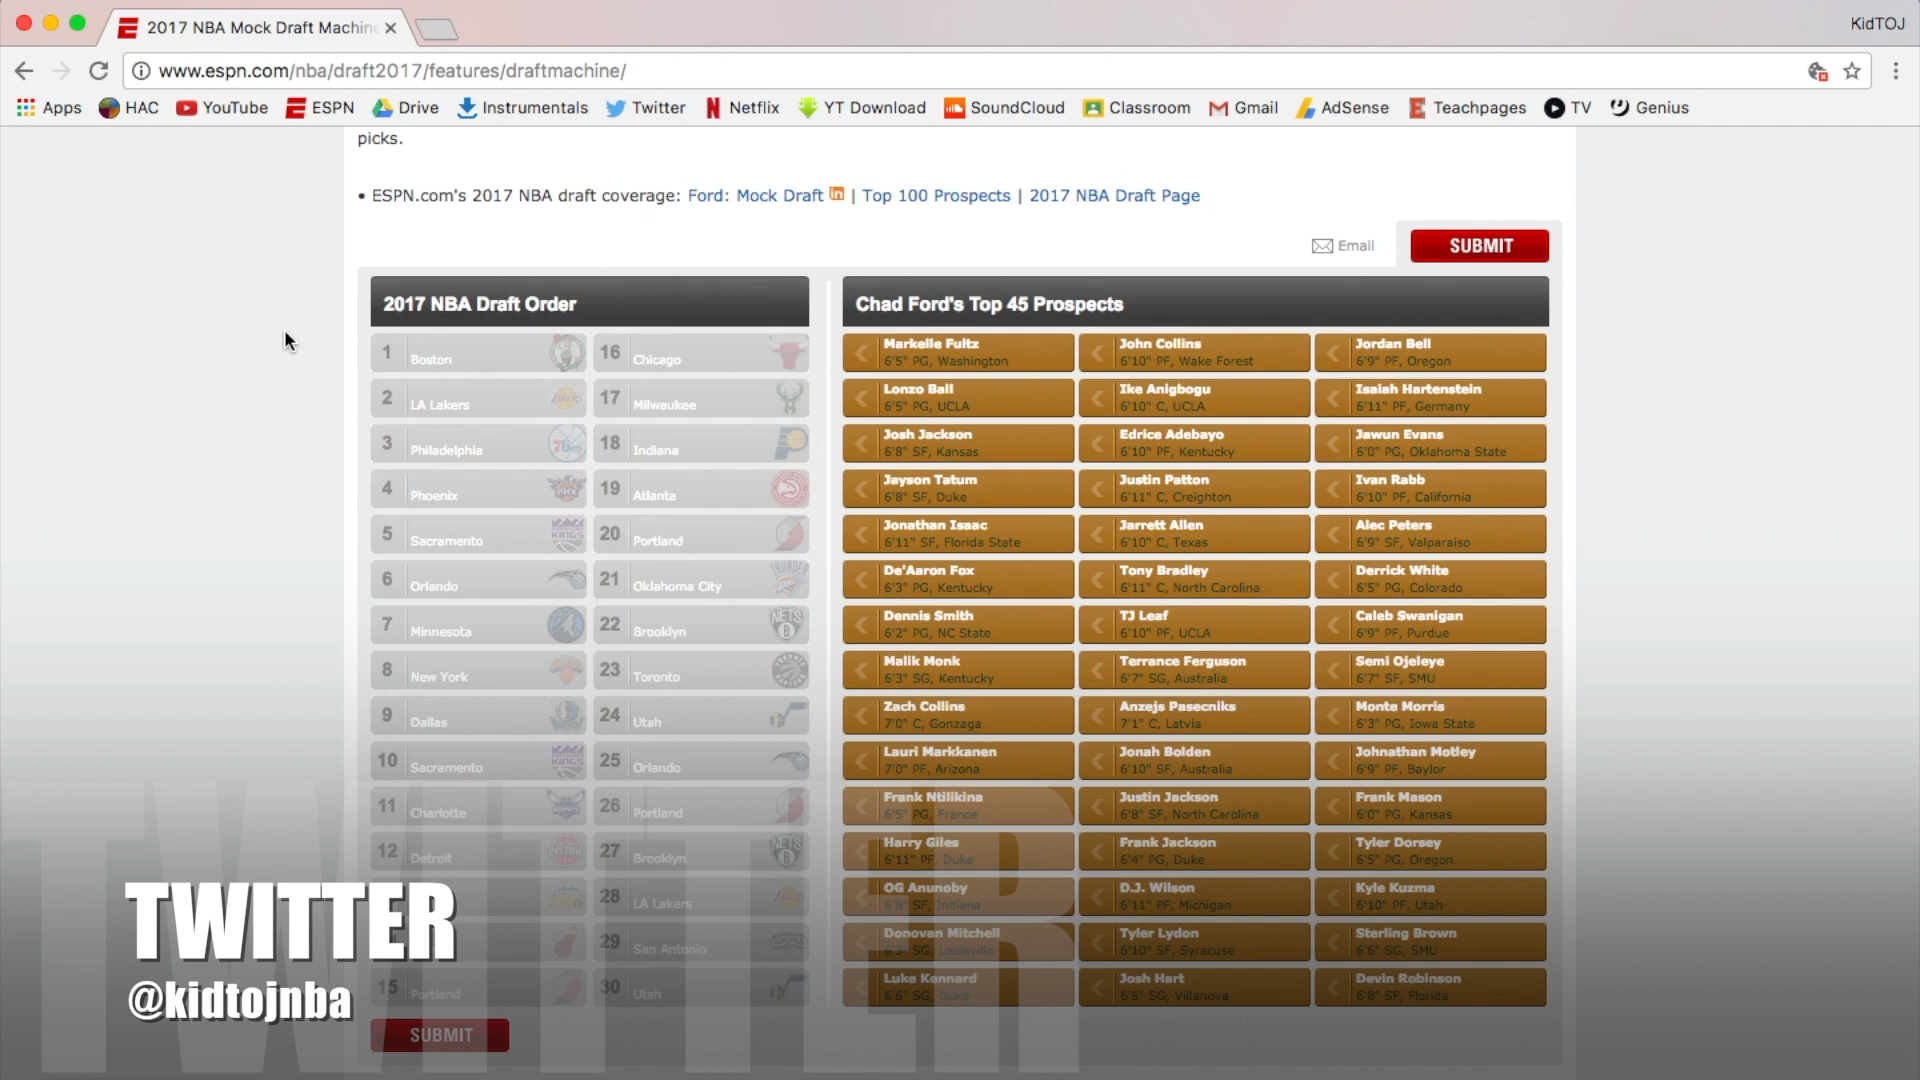 2017 NBA Mock Draft Machine
KidTOJ
www.espn.com/nba/draft2017/features/draftmachine/
Apps HAC YouTube ESPN Drive Instrumentals Twitter Netflix YT Download SoundCloud Classroom Gmail AdSense Teachpages TV Genius
picks.
• ESPN.com's 2017 NBA draft coverage: Ford: Mock Draft in | Top 100 Prospects | 2017 NBA Draft Page
Email
SUBMIT
2017 NBA Draft Order
1 Boston
2 LA Lakers
3 Philadelphia
4 Phoenix
5 Sacramento
6 Orlando
7 Minnesota
8 New York
9 Dallas
10 Sacramento
11 Charlotte
12 Detroit
15 Portland
16 Chicago
17 Milwaukee
18 Indiana
19 Atlanta
20 Portland
21 Oklahoma City
22 Brooklyn
23 Toronto
24 Utah
25 Orlando
26 Portland
27 Brooklyn
28 LA Lakers
29 San Antonio
30 Utah
SUBMIT
Chad Ford's Top 45 Prospects
Markelle Fultz
6'5" PG, Washington
Lonzo Ball
6'5" PG, UCLA
Josh Jackson
6'8" SF, Kansas
Jayson Tatum
6'8" SF, Duke
Jonathan Isaac
6'11" SF, Florida State
De'Aaron Fox
6'3" PG, Kentucky
Dennis Smith
6'2" PG, NC State
Malik Monk
6'3" SG, Kentucky
Zach Collins
7'0" C, Gonzaga
Lauri Markkanen
7'0" PF, Arizona
Frank Ntilikina
6'5" PG, France
Harry Giles
6'11" PF, Duke
OG Anunoby
6'8" SF, Indiana
Donovan Mitchell
6'3" SG, Louisville
Luke Kennard
6'6" SG, Duke
John Collins
6'10" PF, Wake Forest
Ike Anigbogu
6'10" C, UCLA
Edrice Adebayo
6'10" PF, Kentucky
Justin Patton
6'11" C, Creighton
Jarrett Allen
6'10" C, Texas
Tony Bradley
6'11" C, North Carolina
TJ Leaf
6'10" PF, UCLA
Terrance Ferguson
6'7" SG, Australia
Anzejs Pasecniks
7'1" C, Latvia
Jonah Bolden
6'10" SF, Australia
Justin Jackson
6'8" SF, North Carolina
Frank Jackson
6'4" PG, Duke
D.J. Wilson
6'11" PF, Michigan
Tyler Lydon
6'10" SF, Syracuse
Josh Hart
6'5" SG, Villanova
Jordan Bell
6'9" PF, Oregon
Isaiah Hartenstein
6'11" PF, Germany
Jawun Evans
6'0" PG, Oklahoma State
Ivan Rabb
6'10" PF, California
Alec Peters
6'9" SF, Valparaiso
Derrick White
6'5" PG, Colorado
Caleb Swanigan
6'9" PF, Purdue
Semi Ojeleye
6'7" SF, SMU
Monte Morris
6'3" PG, Iowa State
Johnathan Motley
6'9" PF, Baylor
Frank Mason
6'0" PG, Kansas
Tyler Dorsey
6'5" PG, Oregon
Kyle Kuzma
6'10" PF, Utah
Sterling Brown
6'6" SG, SMU
Devin Robinson
6'8" SF, Florida
TWITTER
TWITTER
@kidtojnba